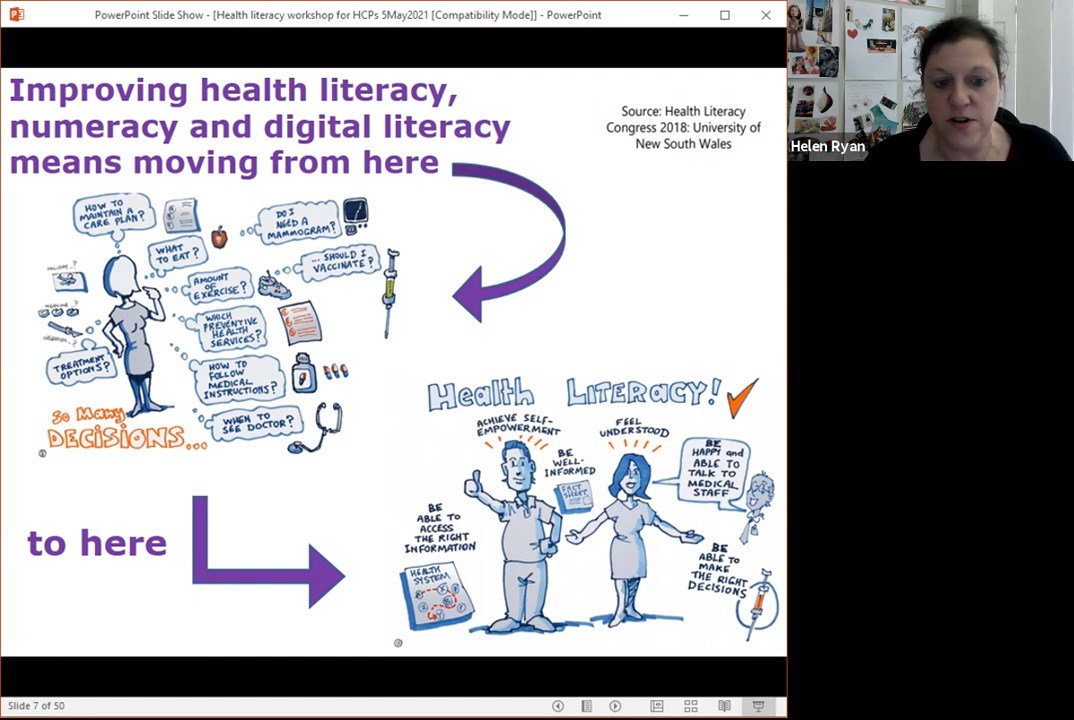 PowerPoint Slide Show - [Health literacy workshop for HCPs 5May2021 [Compatibility Mode]] - PowerPoint
Helen Ryan
Improving health literacy,
numeracy and digital literacy
means moving from here
Source: Health Literacy
Congress 2018: University of
New South Wales
HOW TO
MAINTAIN A
CARE PLAN?
DO I
NEED A
MAMMOGRAM?
WHAT
TO EAT?
...SHOULD I
VACCINATE?
AMOUNT
OF
EXERCISE?
WHICH
PREVENTIVE
HEALTH
SERVICES?
TREATMENT
OPTIONS?
HOW TO
FOLLOW
MEDICAL
INSTRUCTIONS?
WHEN TO
SEE DOCTOR?
So Many
DECISIONS...
to here
Health LITERACY!
ACHIEVE SELF-
EMPOWERMENT
FEEL
UNDERSTOOD
BE
WELL-
INFORMED
FACT
SHEET
BE
HAPPY and
ABLE TO
TALK TO
MEDICAL
STAFF
BE
ABLE TO
ACCESS
THE RIGHT
INFORMATION
HEALTH
SYSTEM
BE
ABLE TO
MAKE
THE RIGHT
DECISIONS
Slide 7 of 50